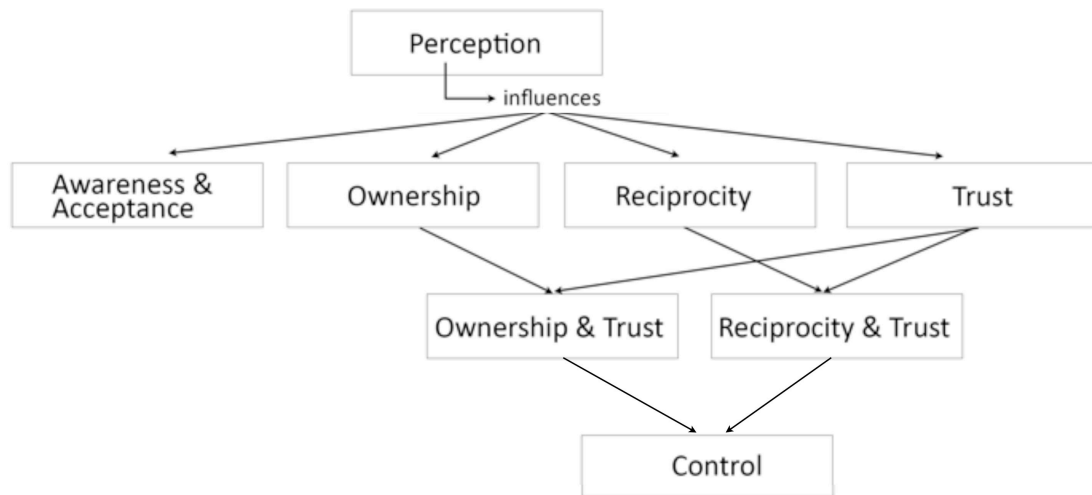 Perception
influences
Awareness &
Acceptance
Ownership
Reciprocity
Trust
Ownership & Trust
Reciprocity & Trust
Control